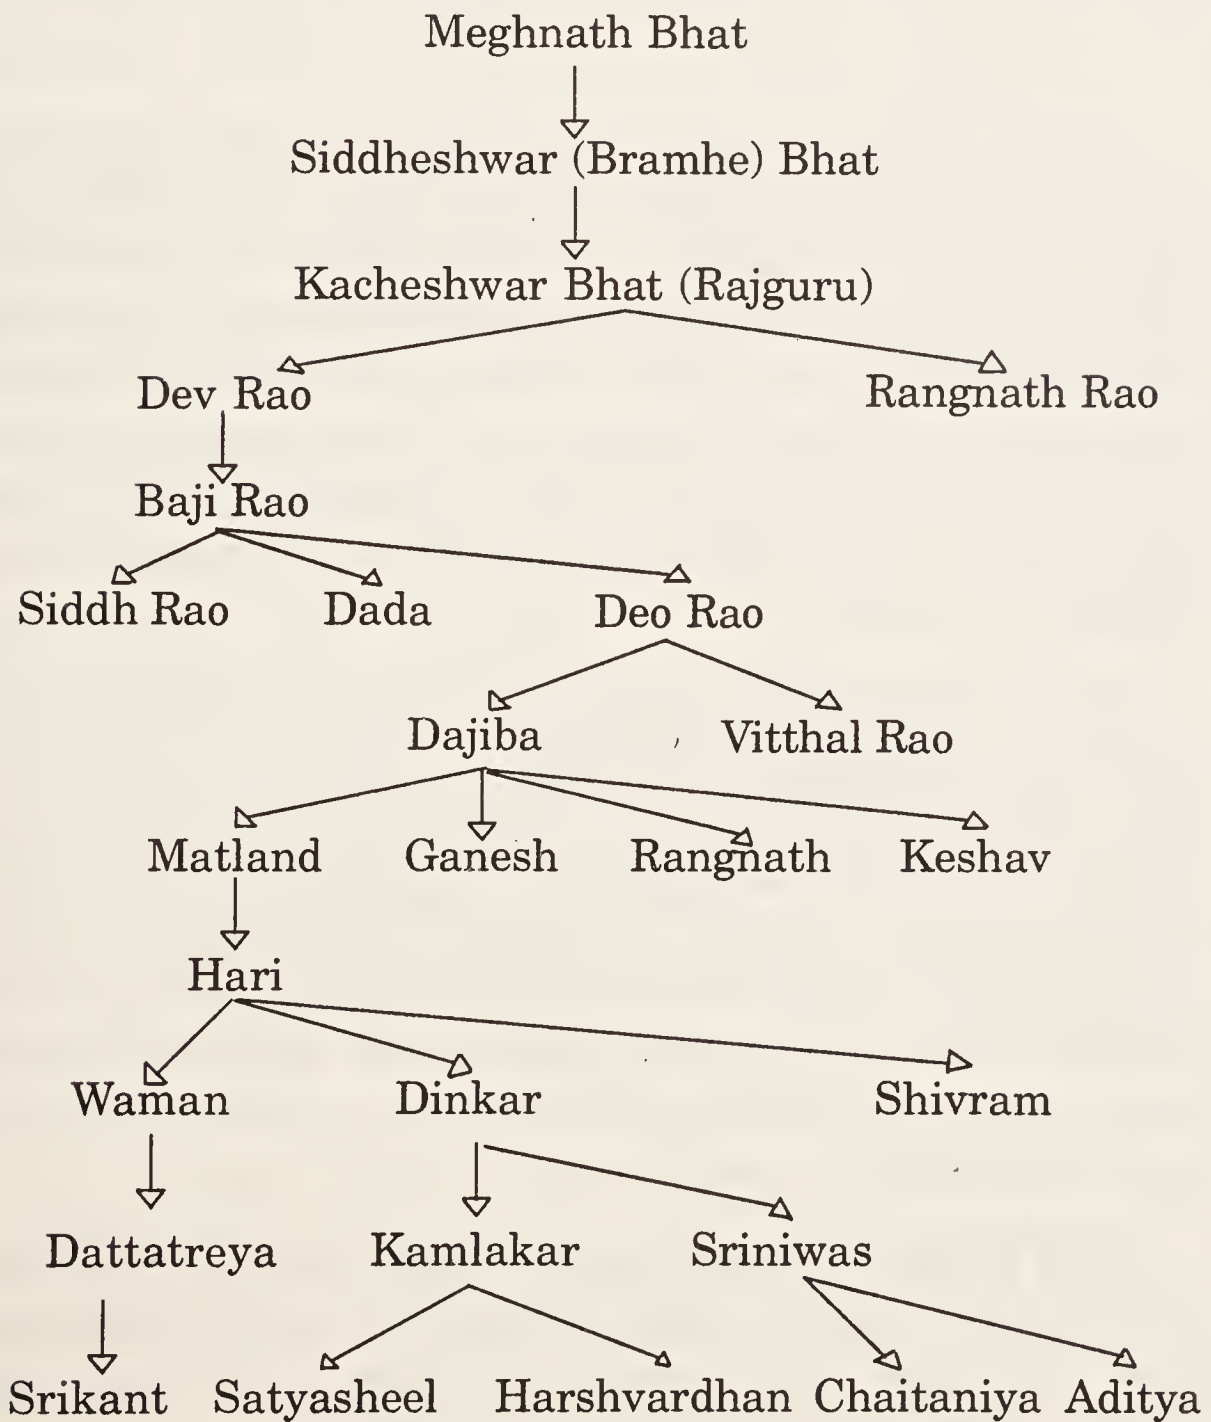 Meghnath Bhat
Siddheshwar (Bramhe) Bhat
Kacheshwar Bhat (Rajguru)
Dev Rao Rangnath Rao
Baji Rao
Siddh Rao Dada Deo Rao
Dajiba Vitthal Rao
Matland Ganesh Rangnath Keshav
Hari
Waman Dinkar Shivram
Dattatreya Kamlakar Sriniwas
Srikant Satyasheel Harshvardhan Chaitaniya Aditya